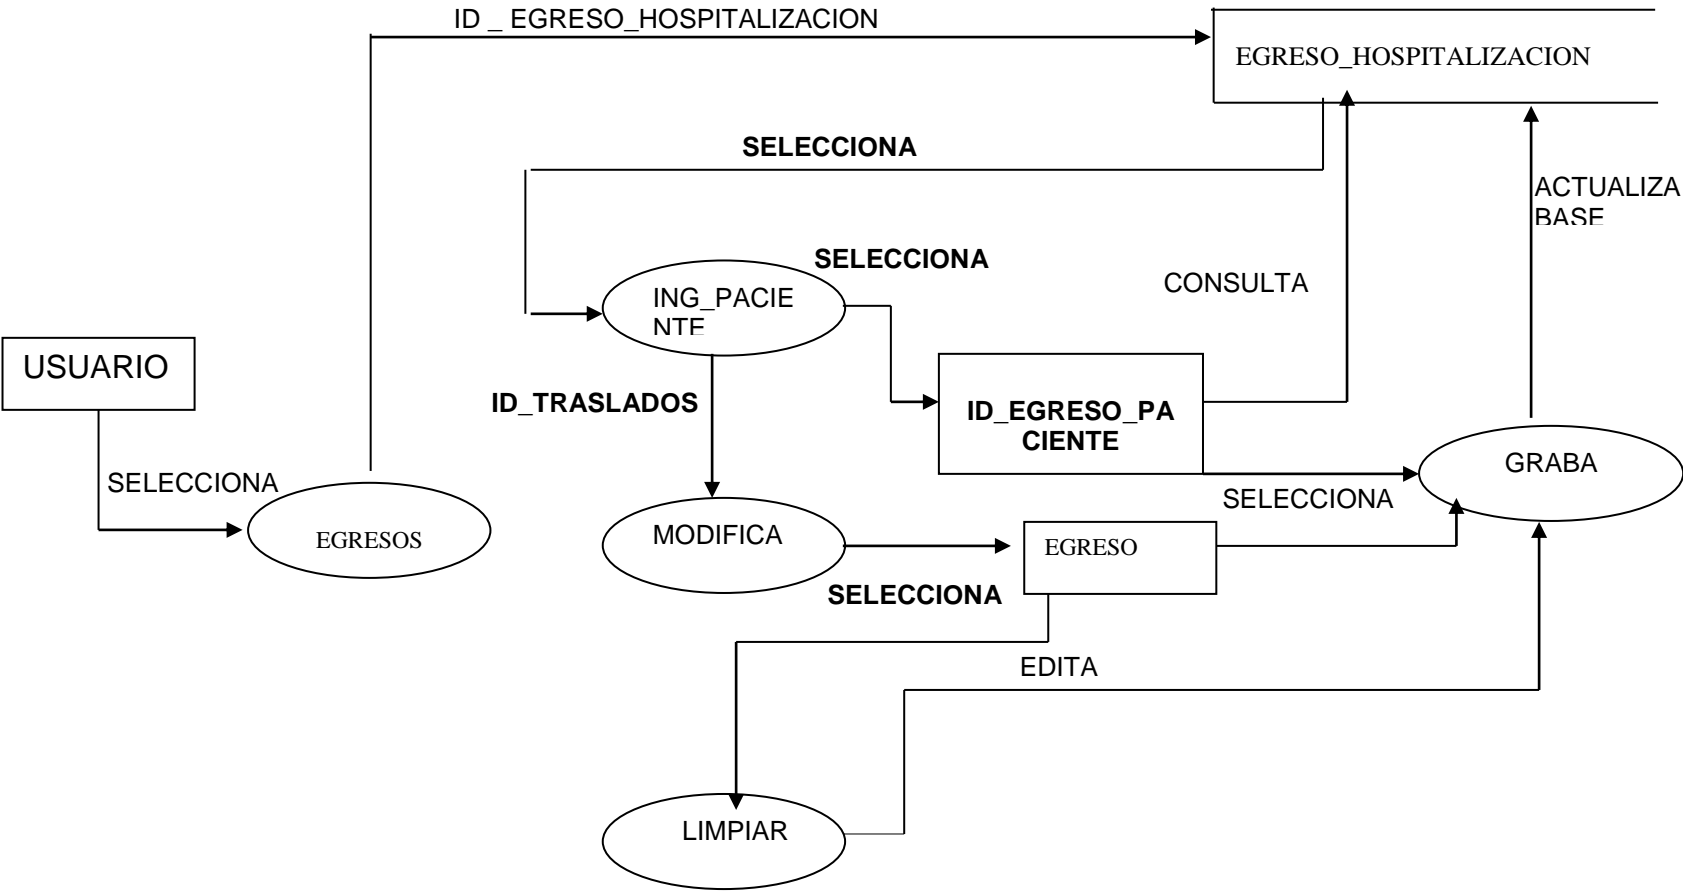 ID _ EGRESO_HOSPITALIZACION
EGRESO_HOSPITALIZACION
SELECCIONA
ACTUALIZA
BASE
SELECCIONA
ING_PACIE
NTE
CONSULTA
USUARIO
ID_TRASLADOS
ID_EGRESO_PA
CIENTE
SELECCIONA
GRABA
SELECCIONA
EGRESOS
MODIFICA
EGRESO
SELECCIONA
EDITA
LIMPIAR